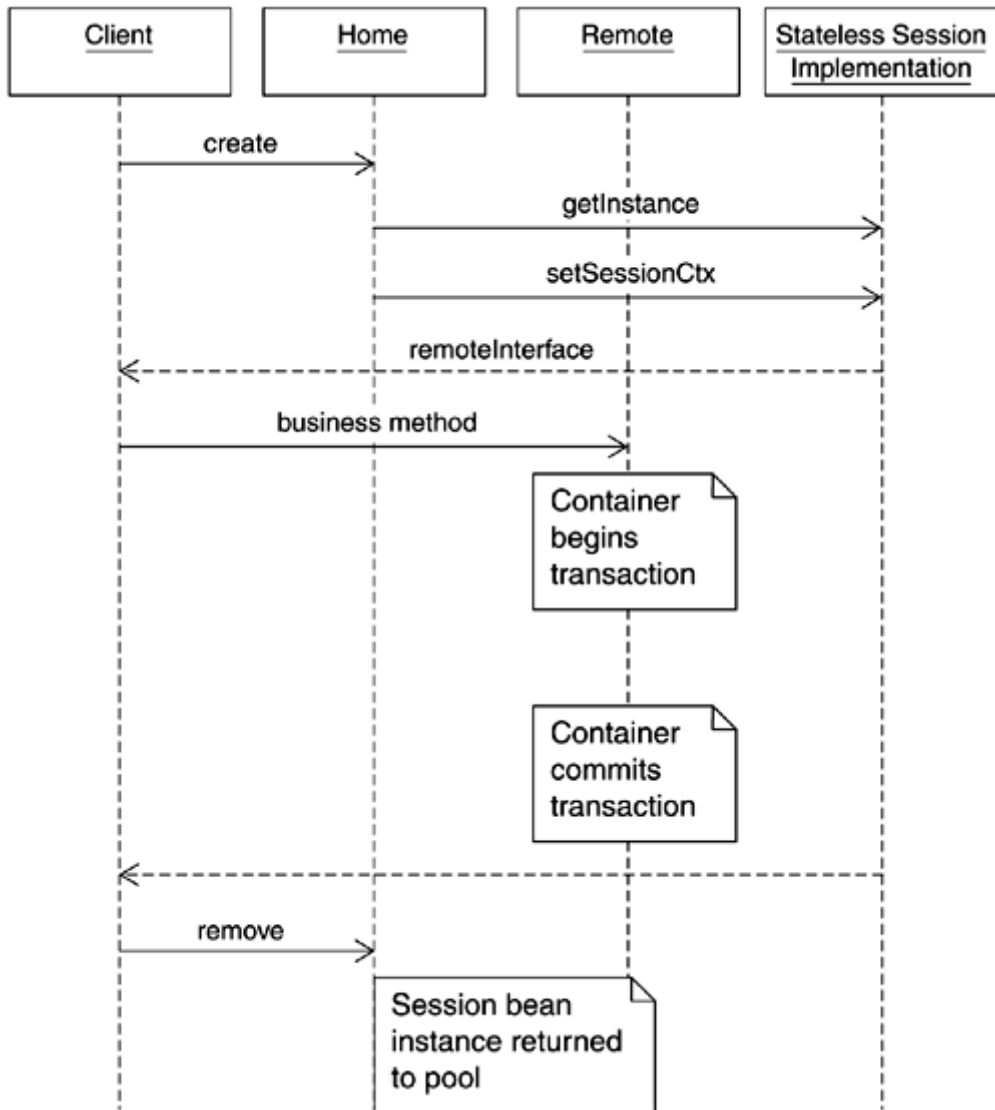 Client
Home
Remote
Stateless Session
Implementation
create
getInstance
setSessionCtx
remoteInterface
business method
Container
begins
transaction
Container
commits
transaction
remove
Session bean
instance returned
to pool